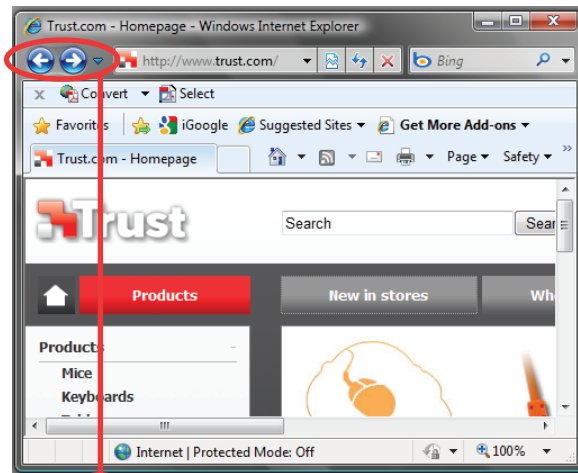 Trust.com - Homepage - Windows Internet Explorer
http://www.trust.com/ Bing
x Convert Select
Favorites iGoogle Suggested Sites Get More Add-ons
Trust.com - Homepage Page Safety »
Trust
Search Sear
Products New in stores Wh
Products -
Mice
Keyboards
Internet | Protected Mode: Off 100%